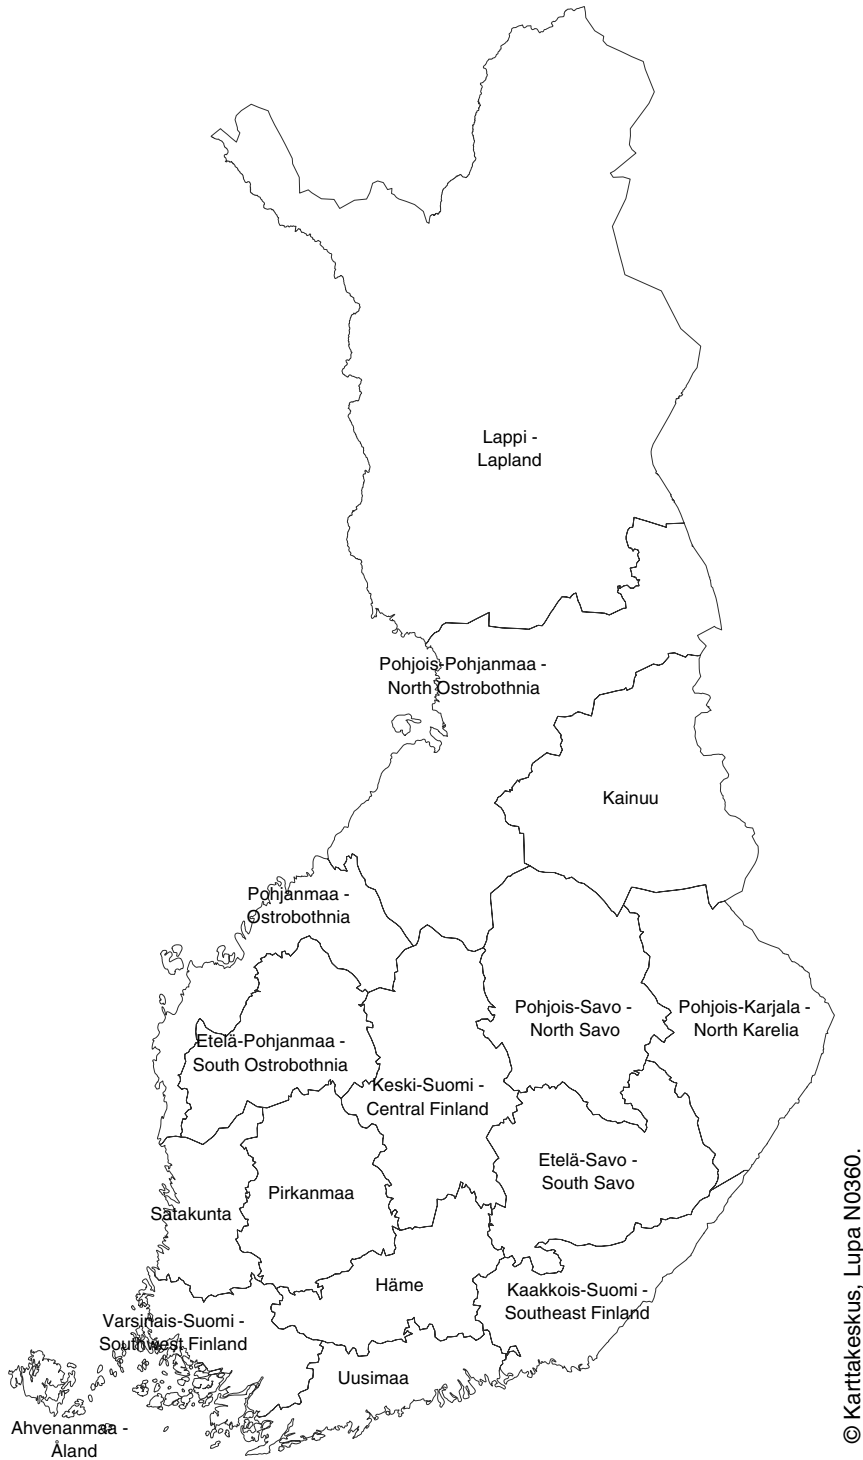 Lappi -
Lapland
Pohjois-Pohjanmaa -
North Ostrobothnia
Kainuu
Pohjanmaa -
Ostrobothnia
Pohjois-Savo -
North Savo
Pohjois-Karjala -
North Karelia
Etelä-Pohjanmaa -
South Ostrobothnia
Keski-Suomi -
Central Finland
Etelä-Savo -
South Savo
Pirkanmaa
Satakunta
Häme
Kaakkois-Suomi -
Southeast Finland
Varsinais-Suomi -
Southwest Finland
Uusimaa
Ahvenanmaa -
Åland
© Karttakeskus, Lupa N0360.